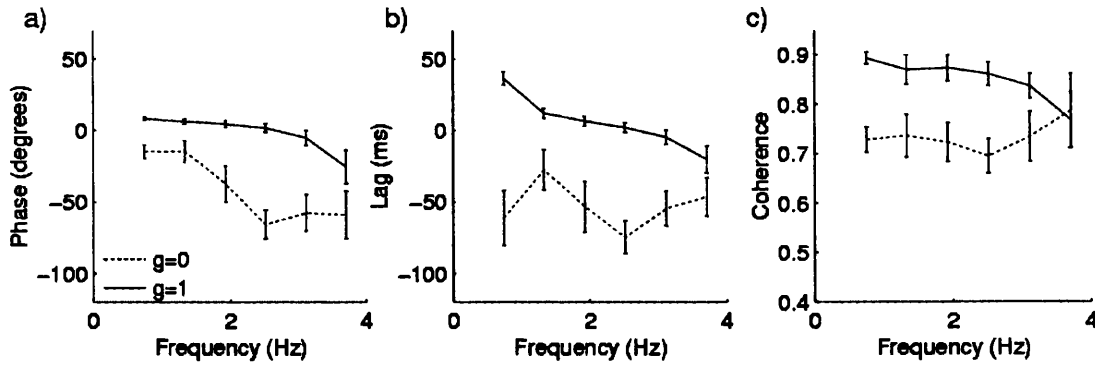 a)
50
0
−50
−100
Phase (degrees)
g=0
g=1
0
2
4
Frequency (Hz)
b)
50
0
−50
−100
Lag (ms)
0
2
4
Frequency (Hz)
c)
0.9
0.8
0.7
0.6
0.5
0.4
Coherence
0
2
4
Frequency (Hz)